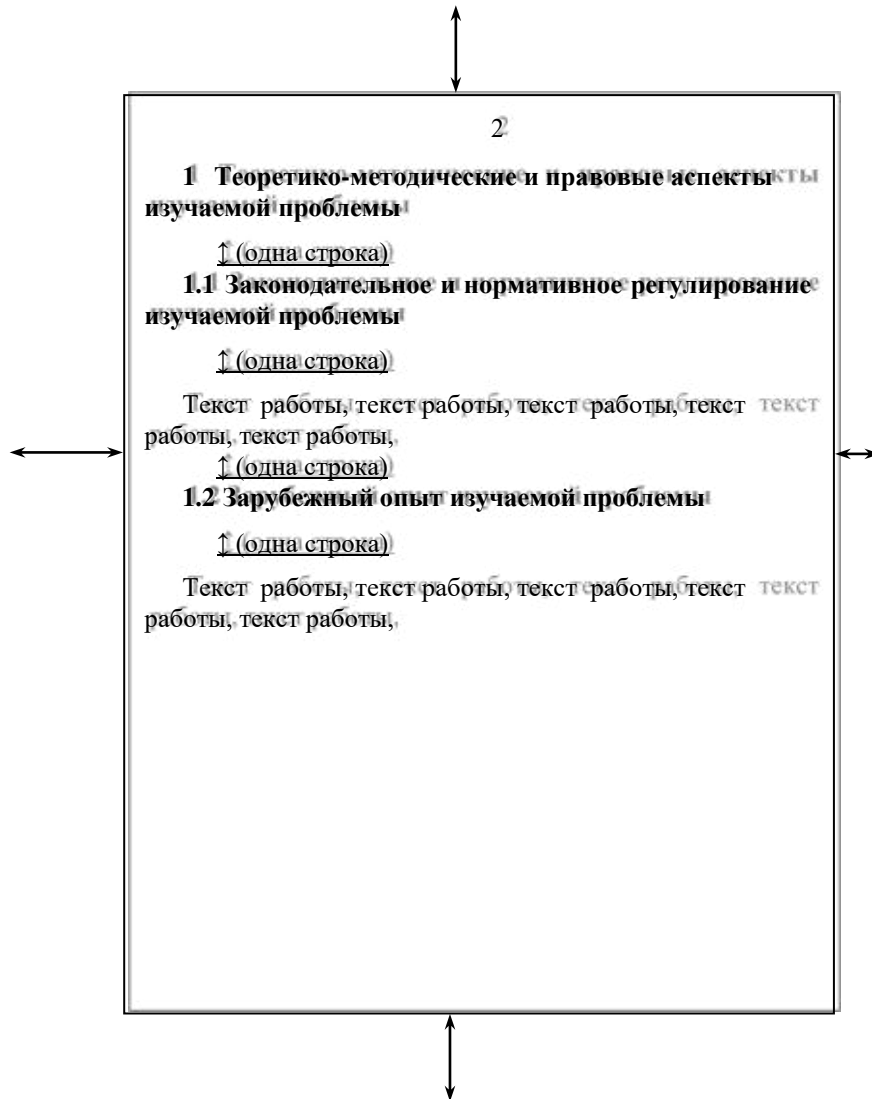 2
1 Теоретико-методические и правовые аспекты
изучаемой проблемы
↕ (одна строка)
1.1 Законодательное и нормативное регулирование
изучаемой проблемы
↕ (одна строка)
Текст работы, текст работы, текст работы, текст
работы, текст работы,
↕ (одна строка)
1.2 Зарубежный опыт изучаемой проблемы
↕ (одна строка)
Текст работы, текст работы, текст работы, текст
работы, текст работы,